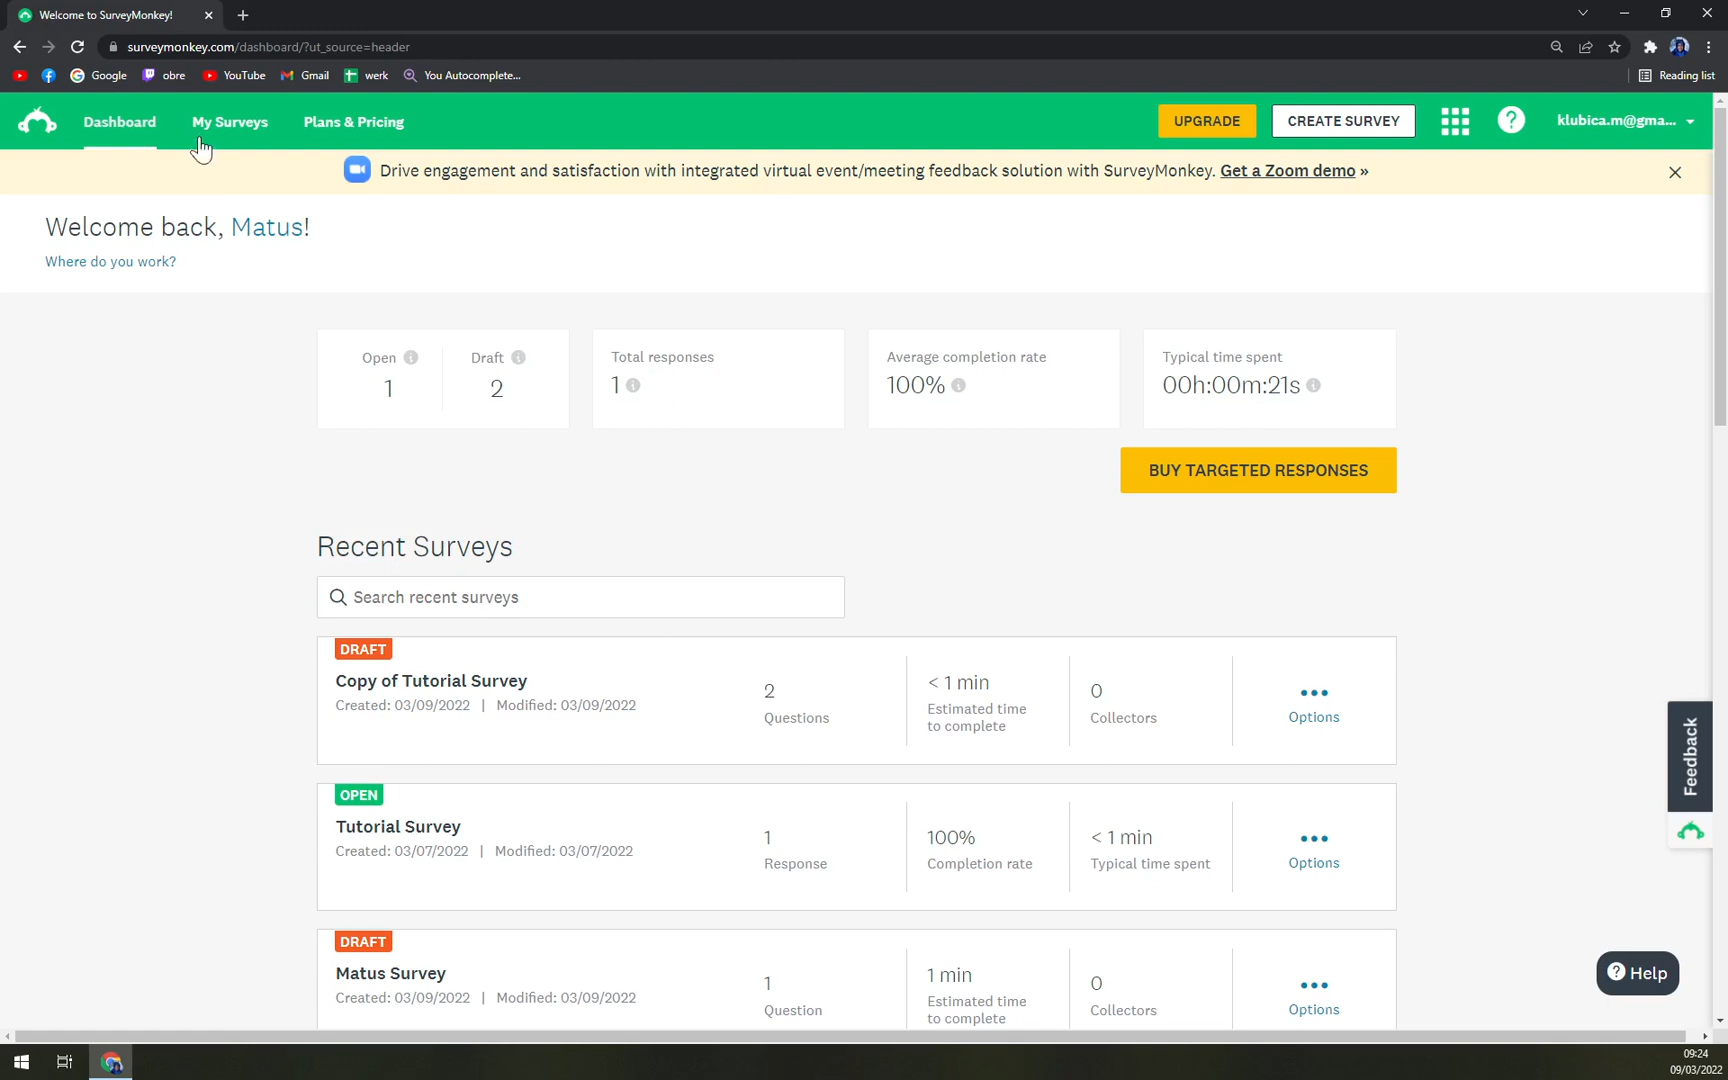 Welcome to SurveyMonkey!
surveymonkey.com/dashboard/?ut_source=header
Google obre YouTube Gmail werk You Autocomplete... Reading list
Dashboard My Surveys Plans & Pricing UPGRADE CREATE SURVEY ? klubica.m@gma...
Drive engagement and satisfaction with integrated virtual event/meeting feedback solution with SurveyMonkey. Get a Zoom demo »
Welcome back, Matus!
Where do you work?
Open Draft Total responses Average completion rate Typical time spent
1 2 1 100% 00h:00m:21s
BUY TARGETED RESPONSES
Recent Surveys
Search recent surveys
DRAFT
Copy of Tutorial Survey
Created: 03/09/2022 | Modified: 03/09/2022
2
Questions
< 1 min
Estimated time
to complete
0
Collectors
Options
OPEN
Tutorial Survey
Created: 03/07/2022 | Modified: 03/07/2022
1
Response
100%
Completion rate
< 1 min
Typical time spent
Options
DRAFT
Matus Survey
Created: 03/09/2022 | Modified: 03/09/2022
1
Question
1 min
Estimated time
to complete
0
Collectors
Options
Feedback
? Help
09:24
09/03/2022